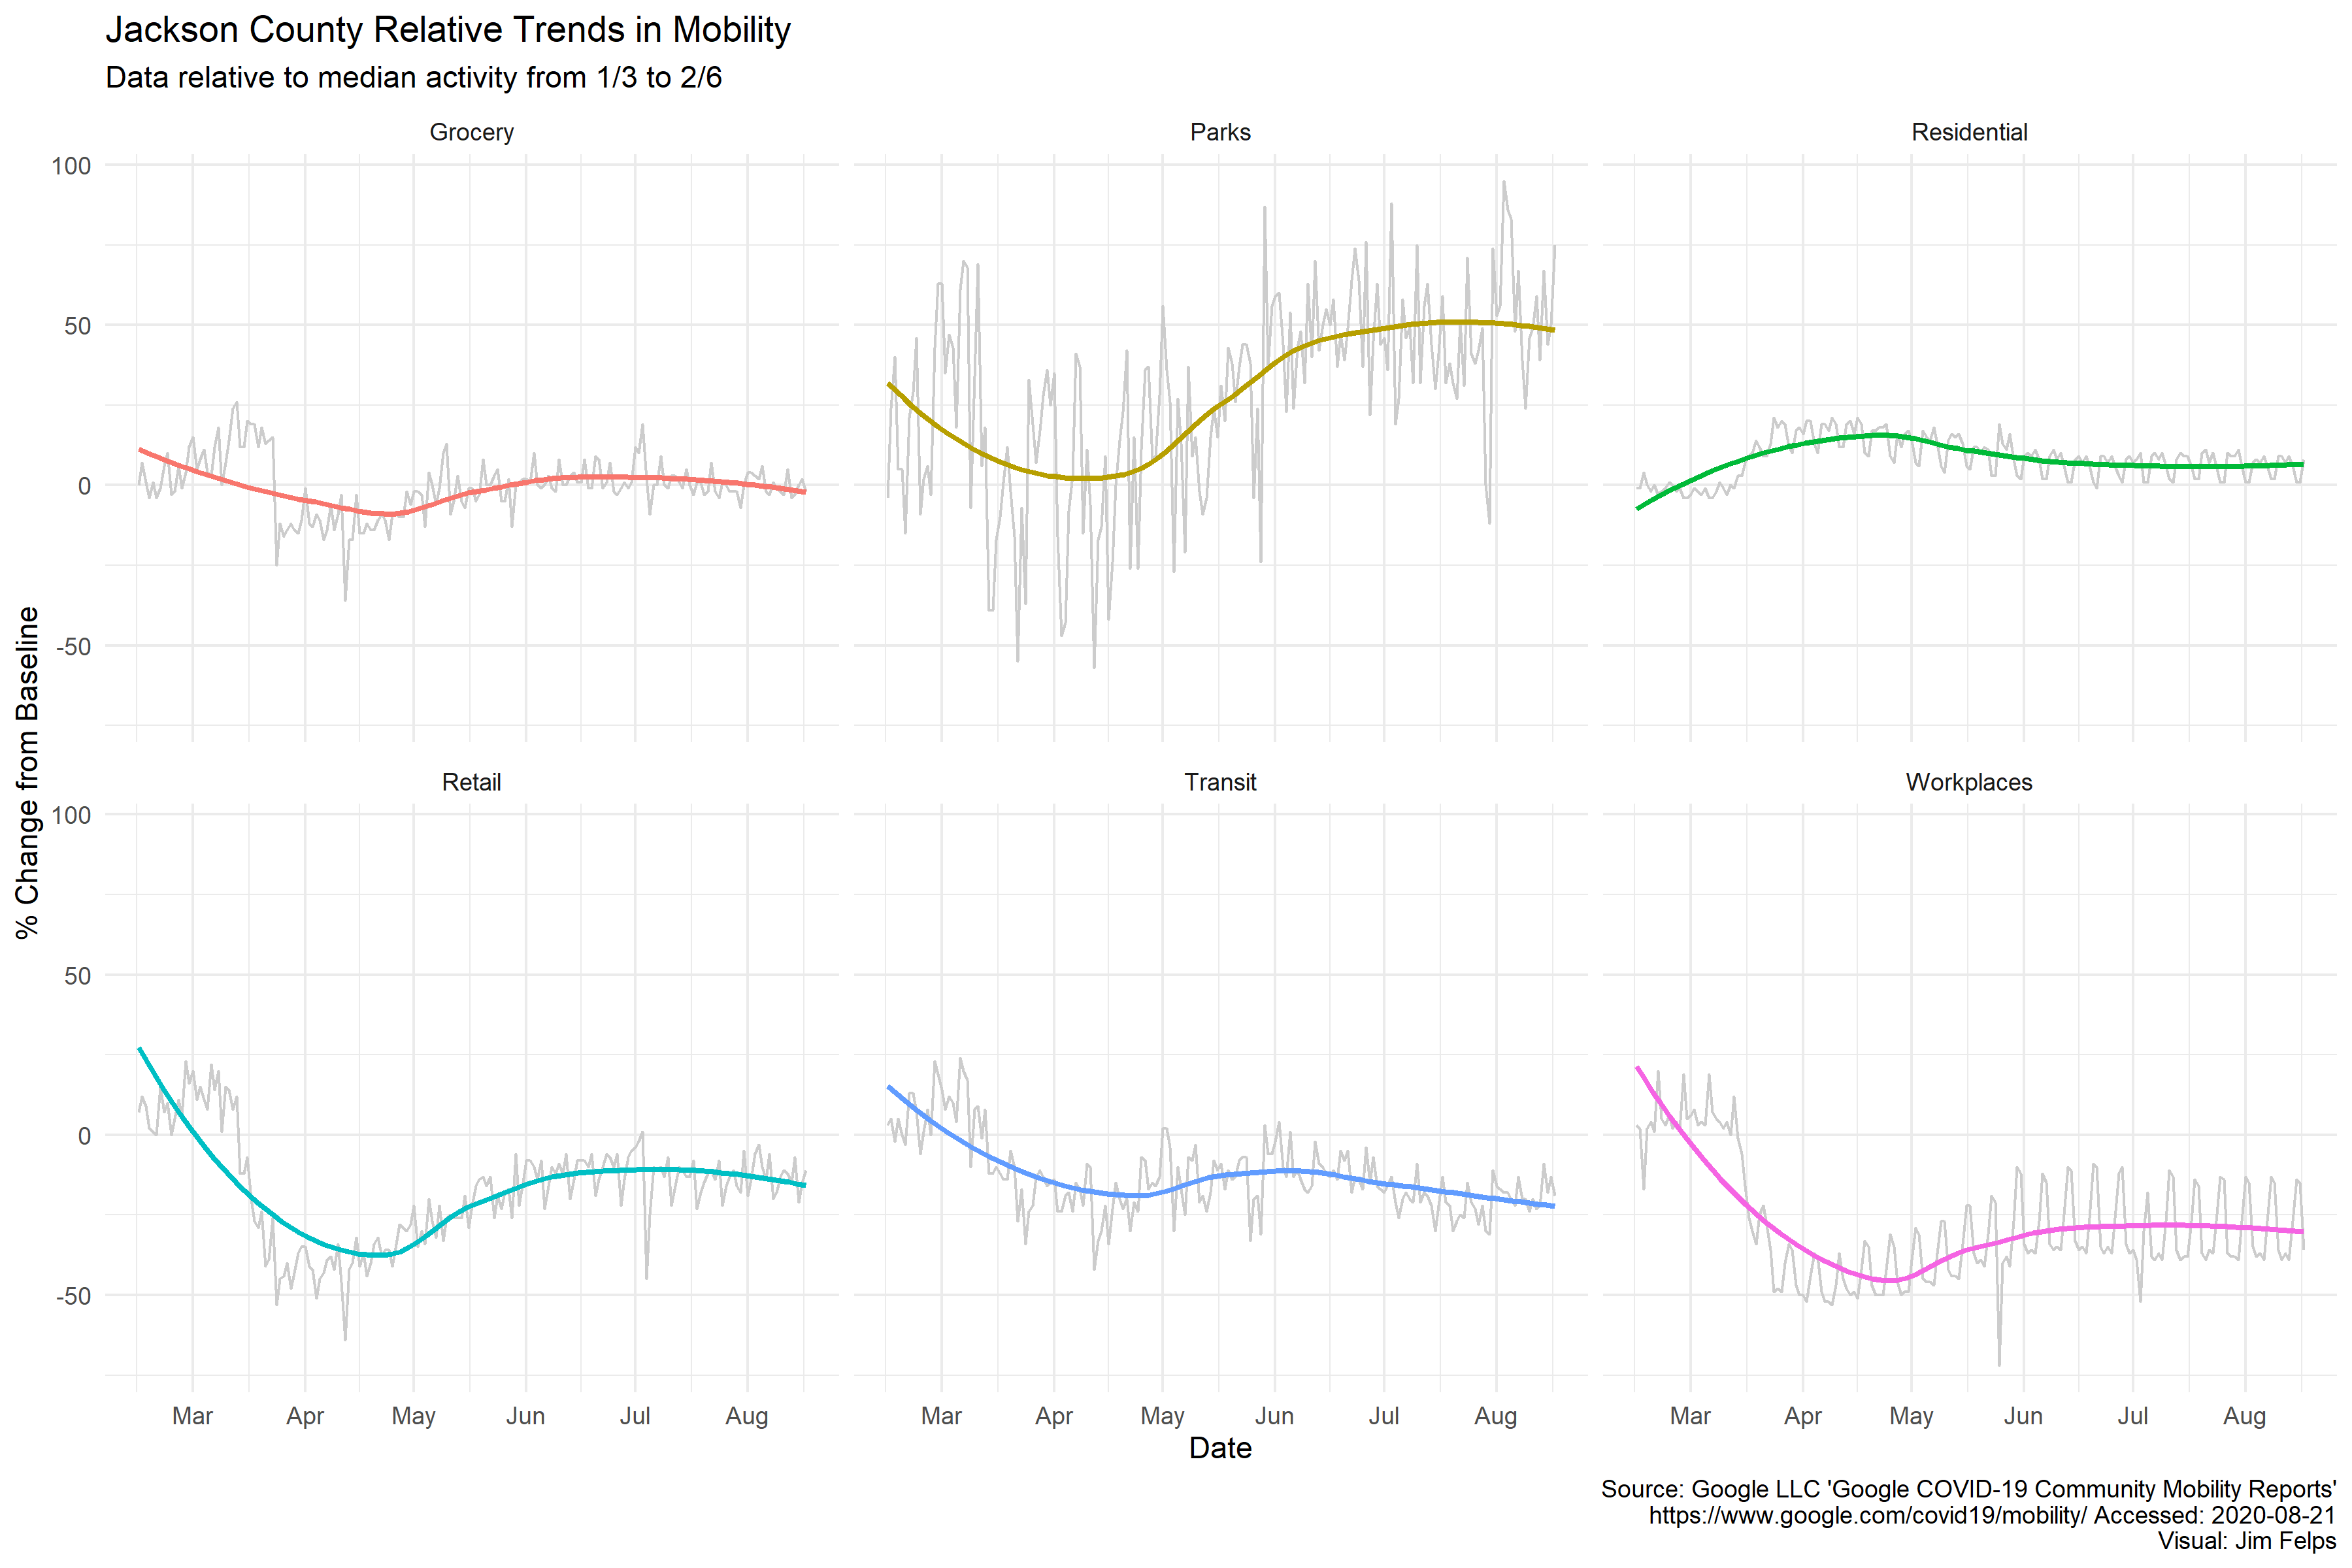 Jackson County Relative Trends in Mobility
Data relative to median activity from 1/3 to 2/6
Grocery Parks Residential
100
50
0
-50
% Change from Baseline
Retail Transit Workplaces
100
50
0
-50
Mar Apr May Jun Jul Aug Mar Apr May Jun Jul Aug Mar Apr May Jun Jul Aug
Date
Source: Google LLC 'Google COVID-19 Community Mobility Reports'
https://www.google.com/covid19/mobility/ Accessed: 2020-08-21
Visual: Jim Felps